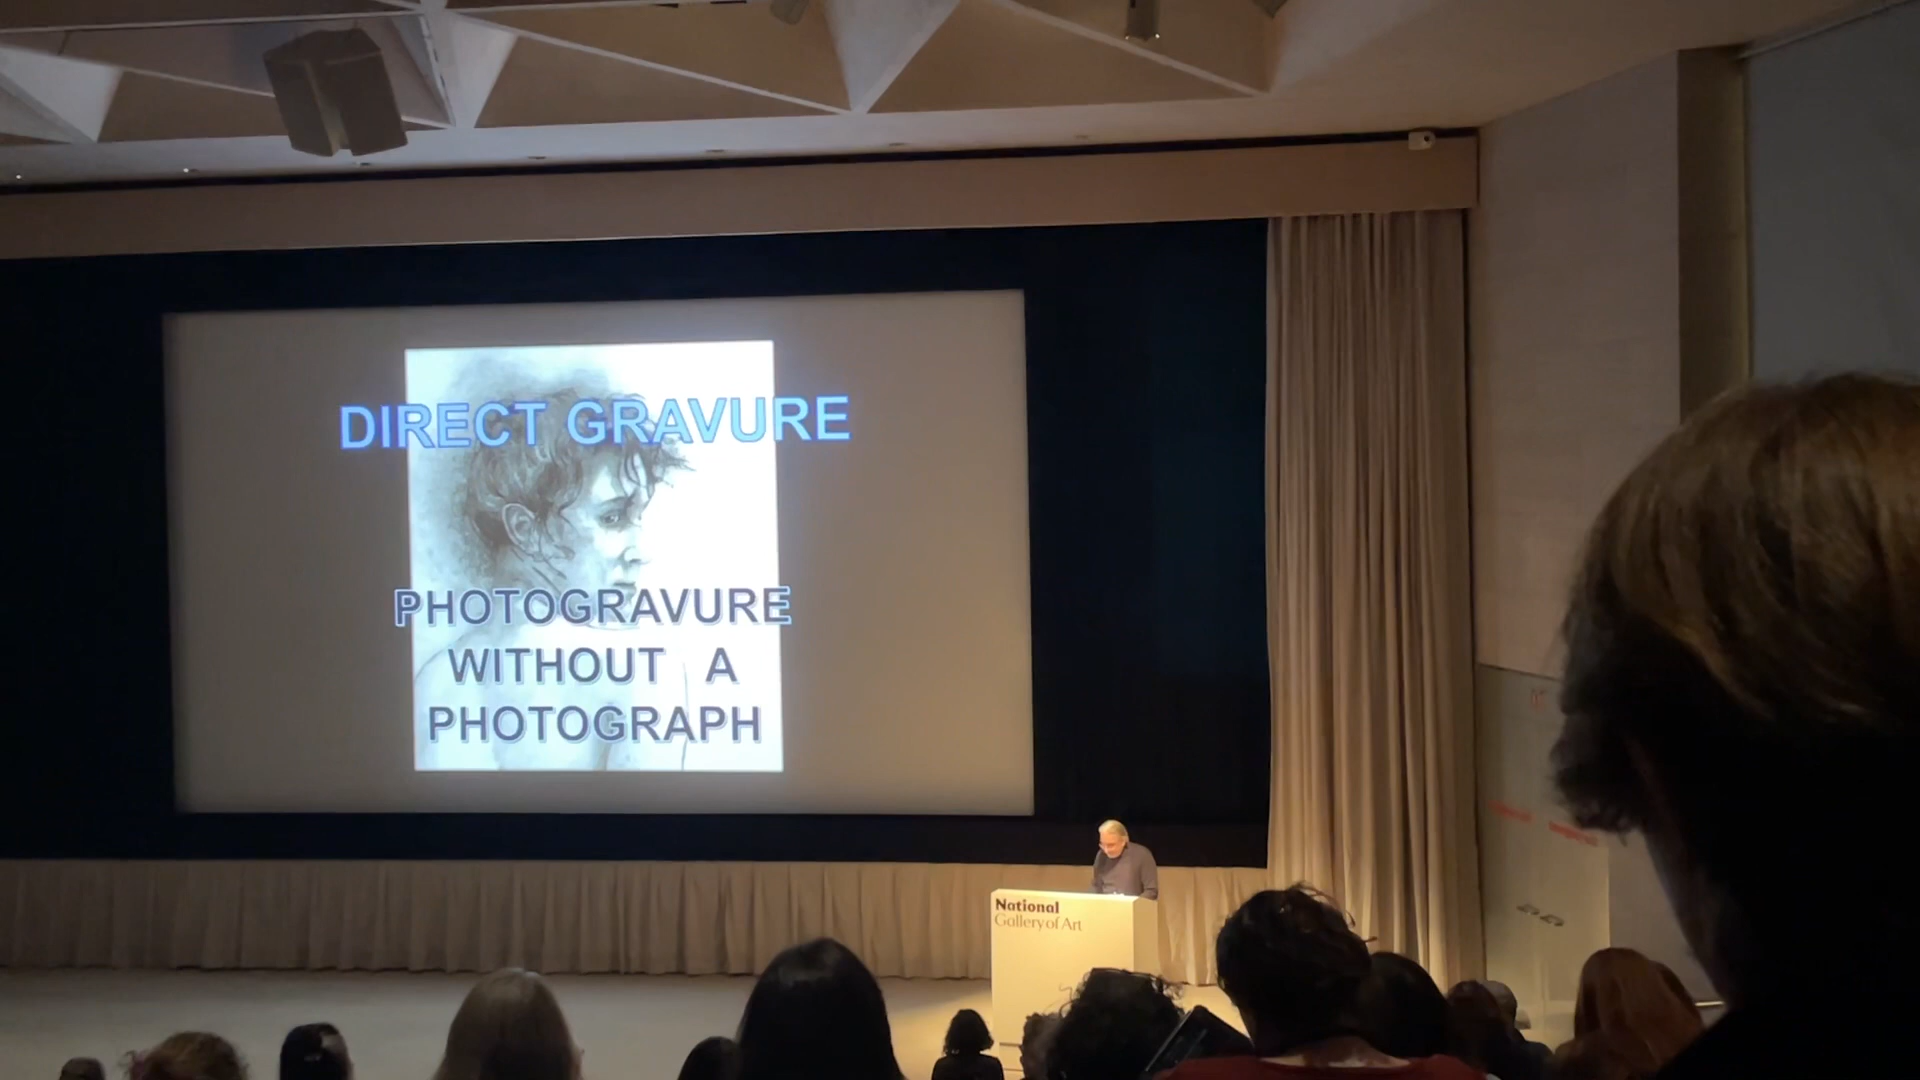 DIRECT GRAVURE
PHOTOGRAVURE
WITHOUT A
PHOTOGRAPH
National
Gallery of Art